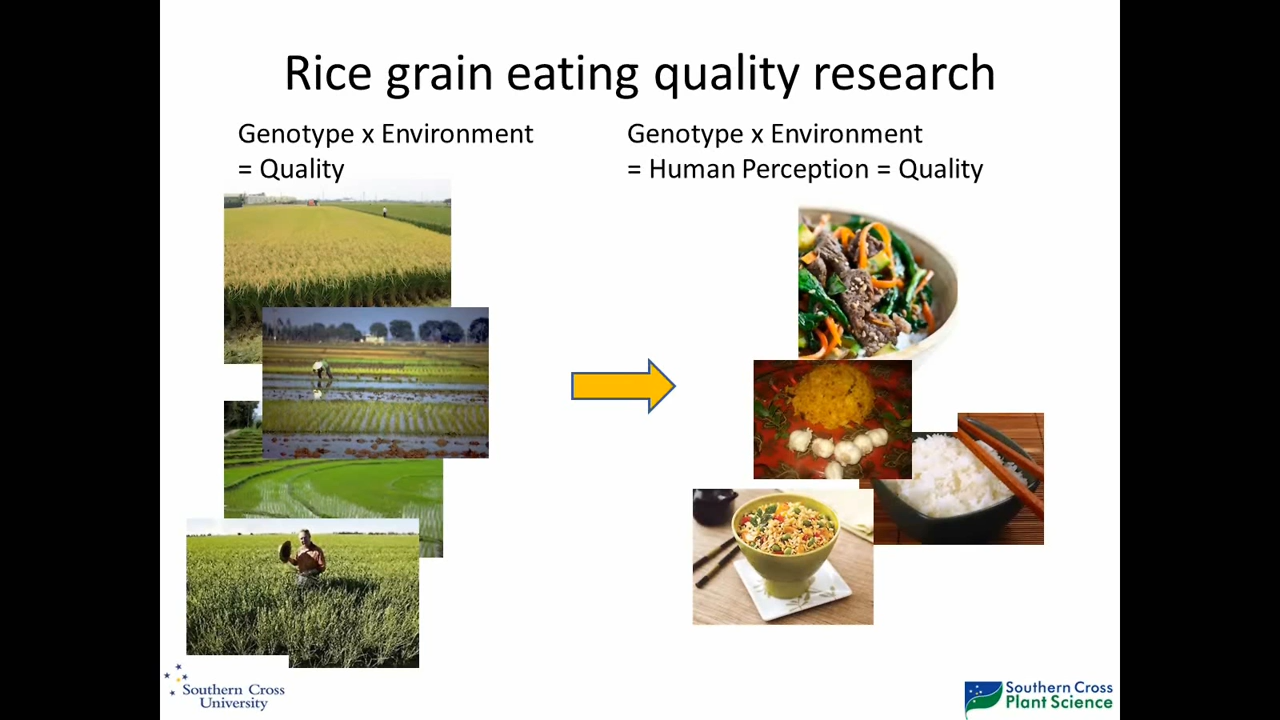 Rice grain eating quality research
Genotype x Environment
= Quality
Genotype x Environment
= Human Perception = Quality
Southern Cross
University
Southern Cross
Plant Science